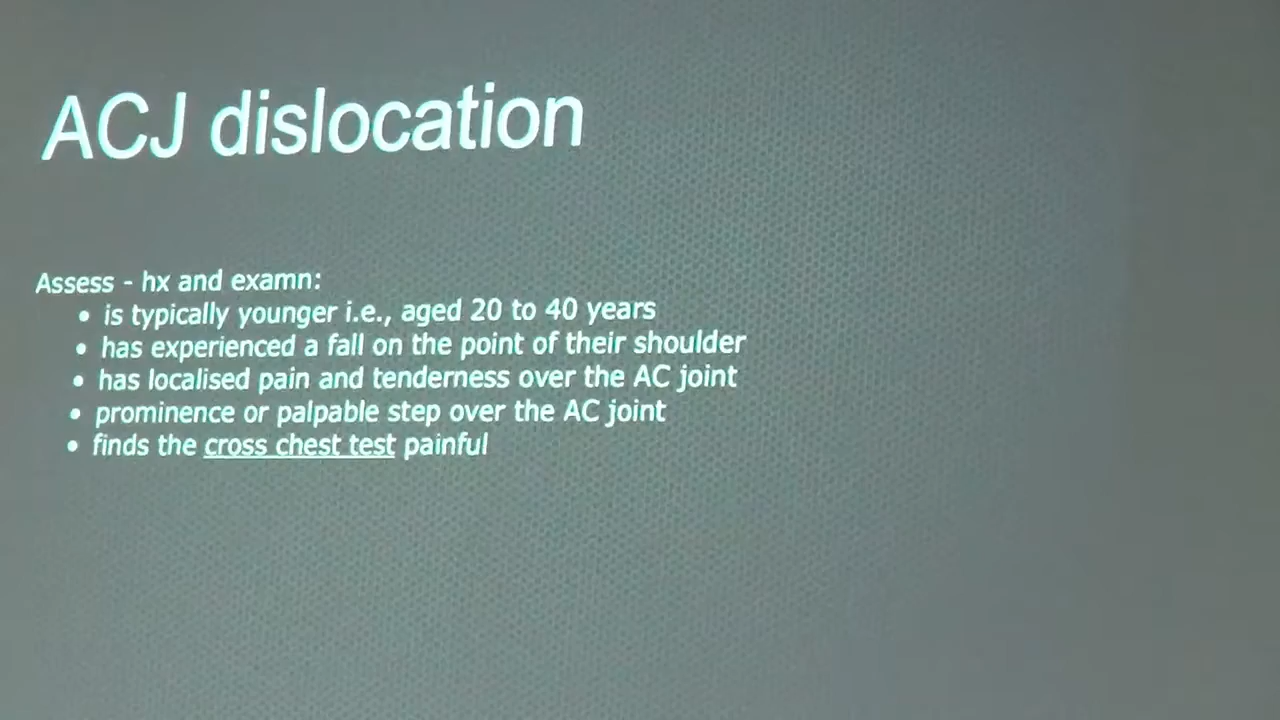 ACJ dislocation
Assess - hx and examn:
• is typically younger i.e., aged 20 to 40 years
• has experienced a fall on the point of their shoulder
• has localised pain and tenderness over the AC joint
• prominence or palpable step over the AC joint
• finds the cross chest test painful